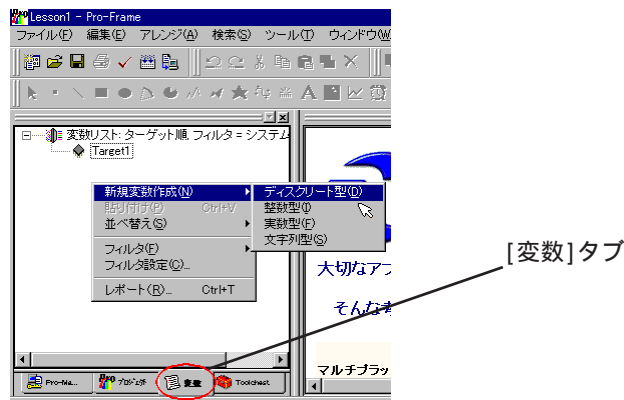 Lesson1 - Pro-Frame
ファイル(F) 編集(E) アレンジ(A) 検索(S) ツール(T) ウィンドウ(W
変数リスト: ターゲット順, フィルタ = システム
Target1
新規変数作成(N)
貼り付け(P) Ctrl+V
並べ替え(S)
フィルタ(F)
フィルタ設定(C)...
レポート(R)... Ctrl+T
ディスクリート型(D)
整数型(I)
実数型(F)
文字列型(S)
大切なアプ
そんな考
マルチプラッ
[変数]タブ
Pro-Ma... プロジェクト 変数 Toolchest